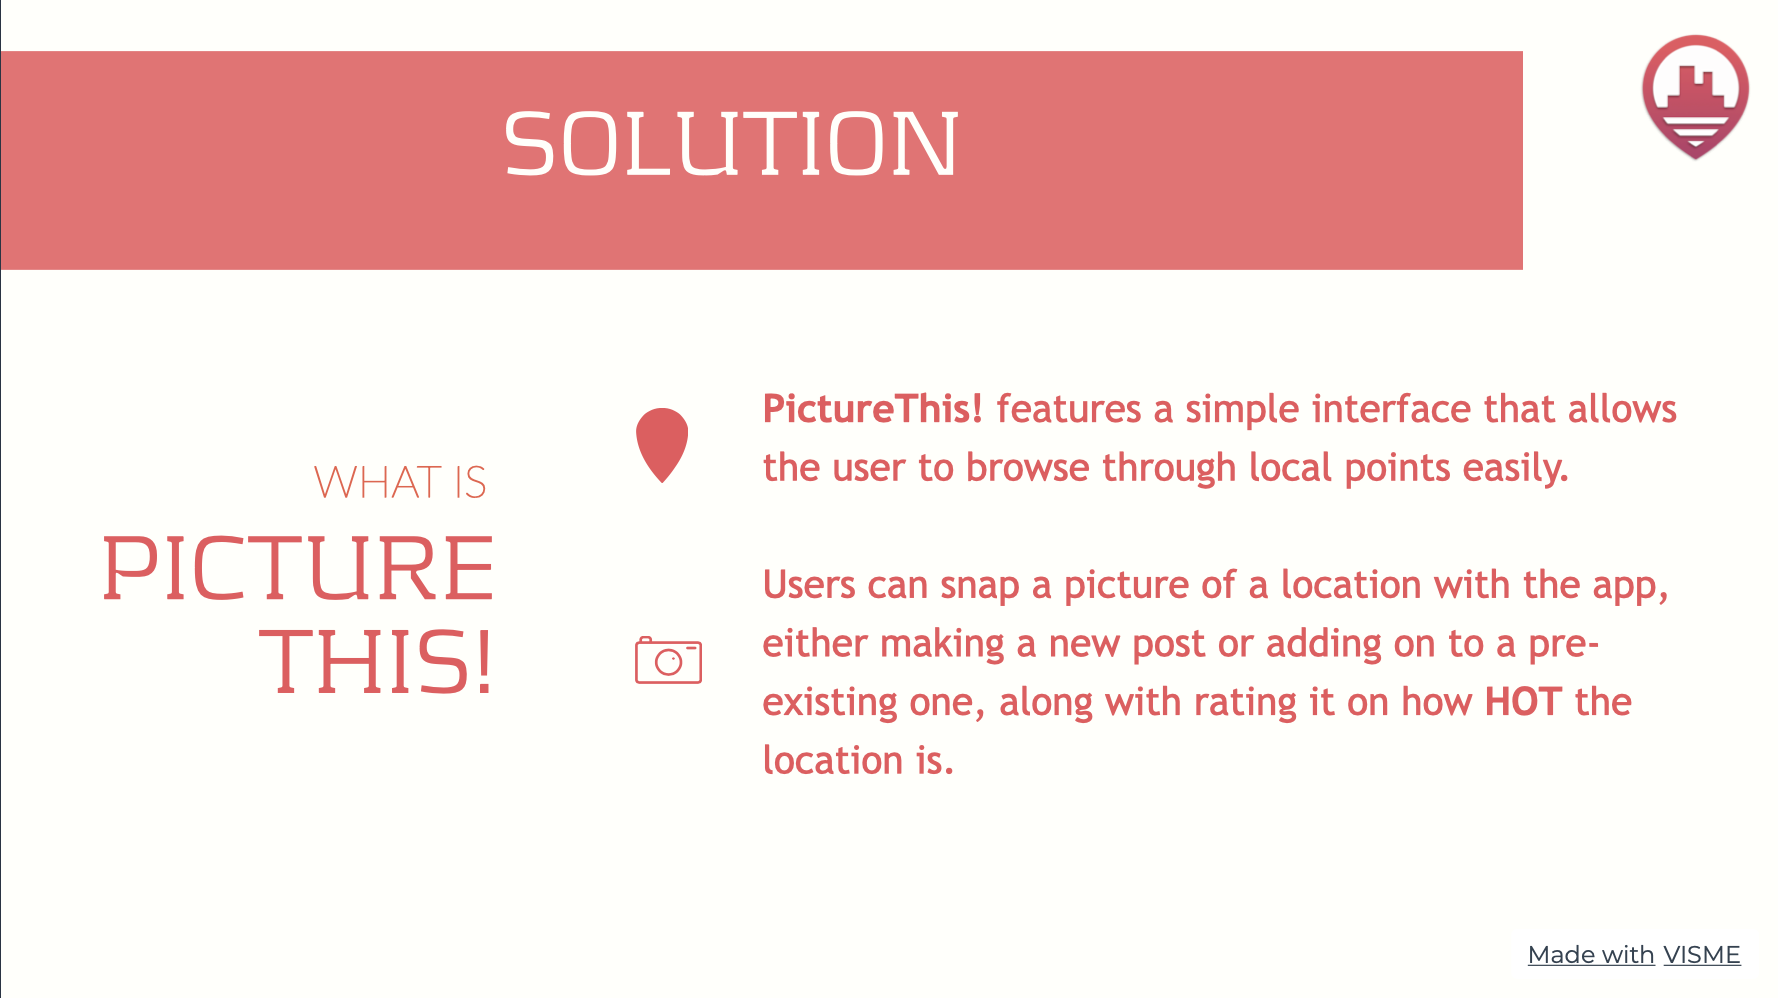 SOLUTION
WHAT IS
PICTURE
THIS!
PictureThis! features a simple interface that allows
the user to browse through local points easily.
Users can snap a picture of a location with the app,
either making a new post or adding on to a pre-
existing one, along with rating it on how HOT the
location is.
Made with VISME